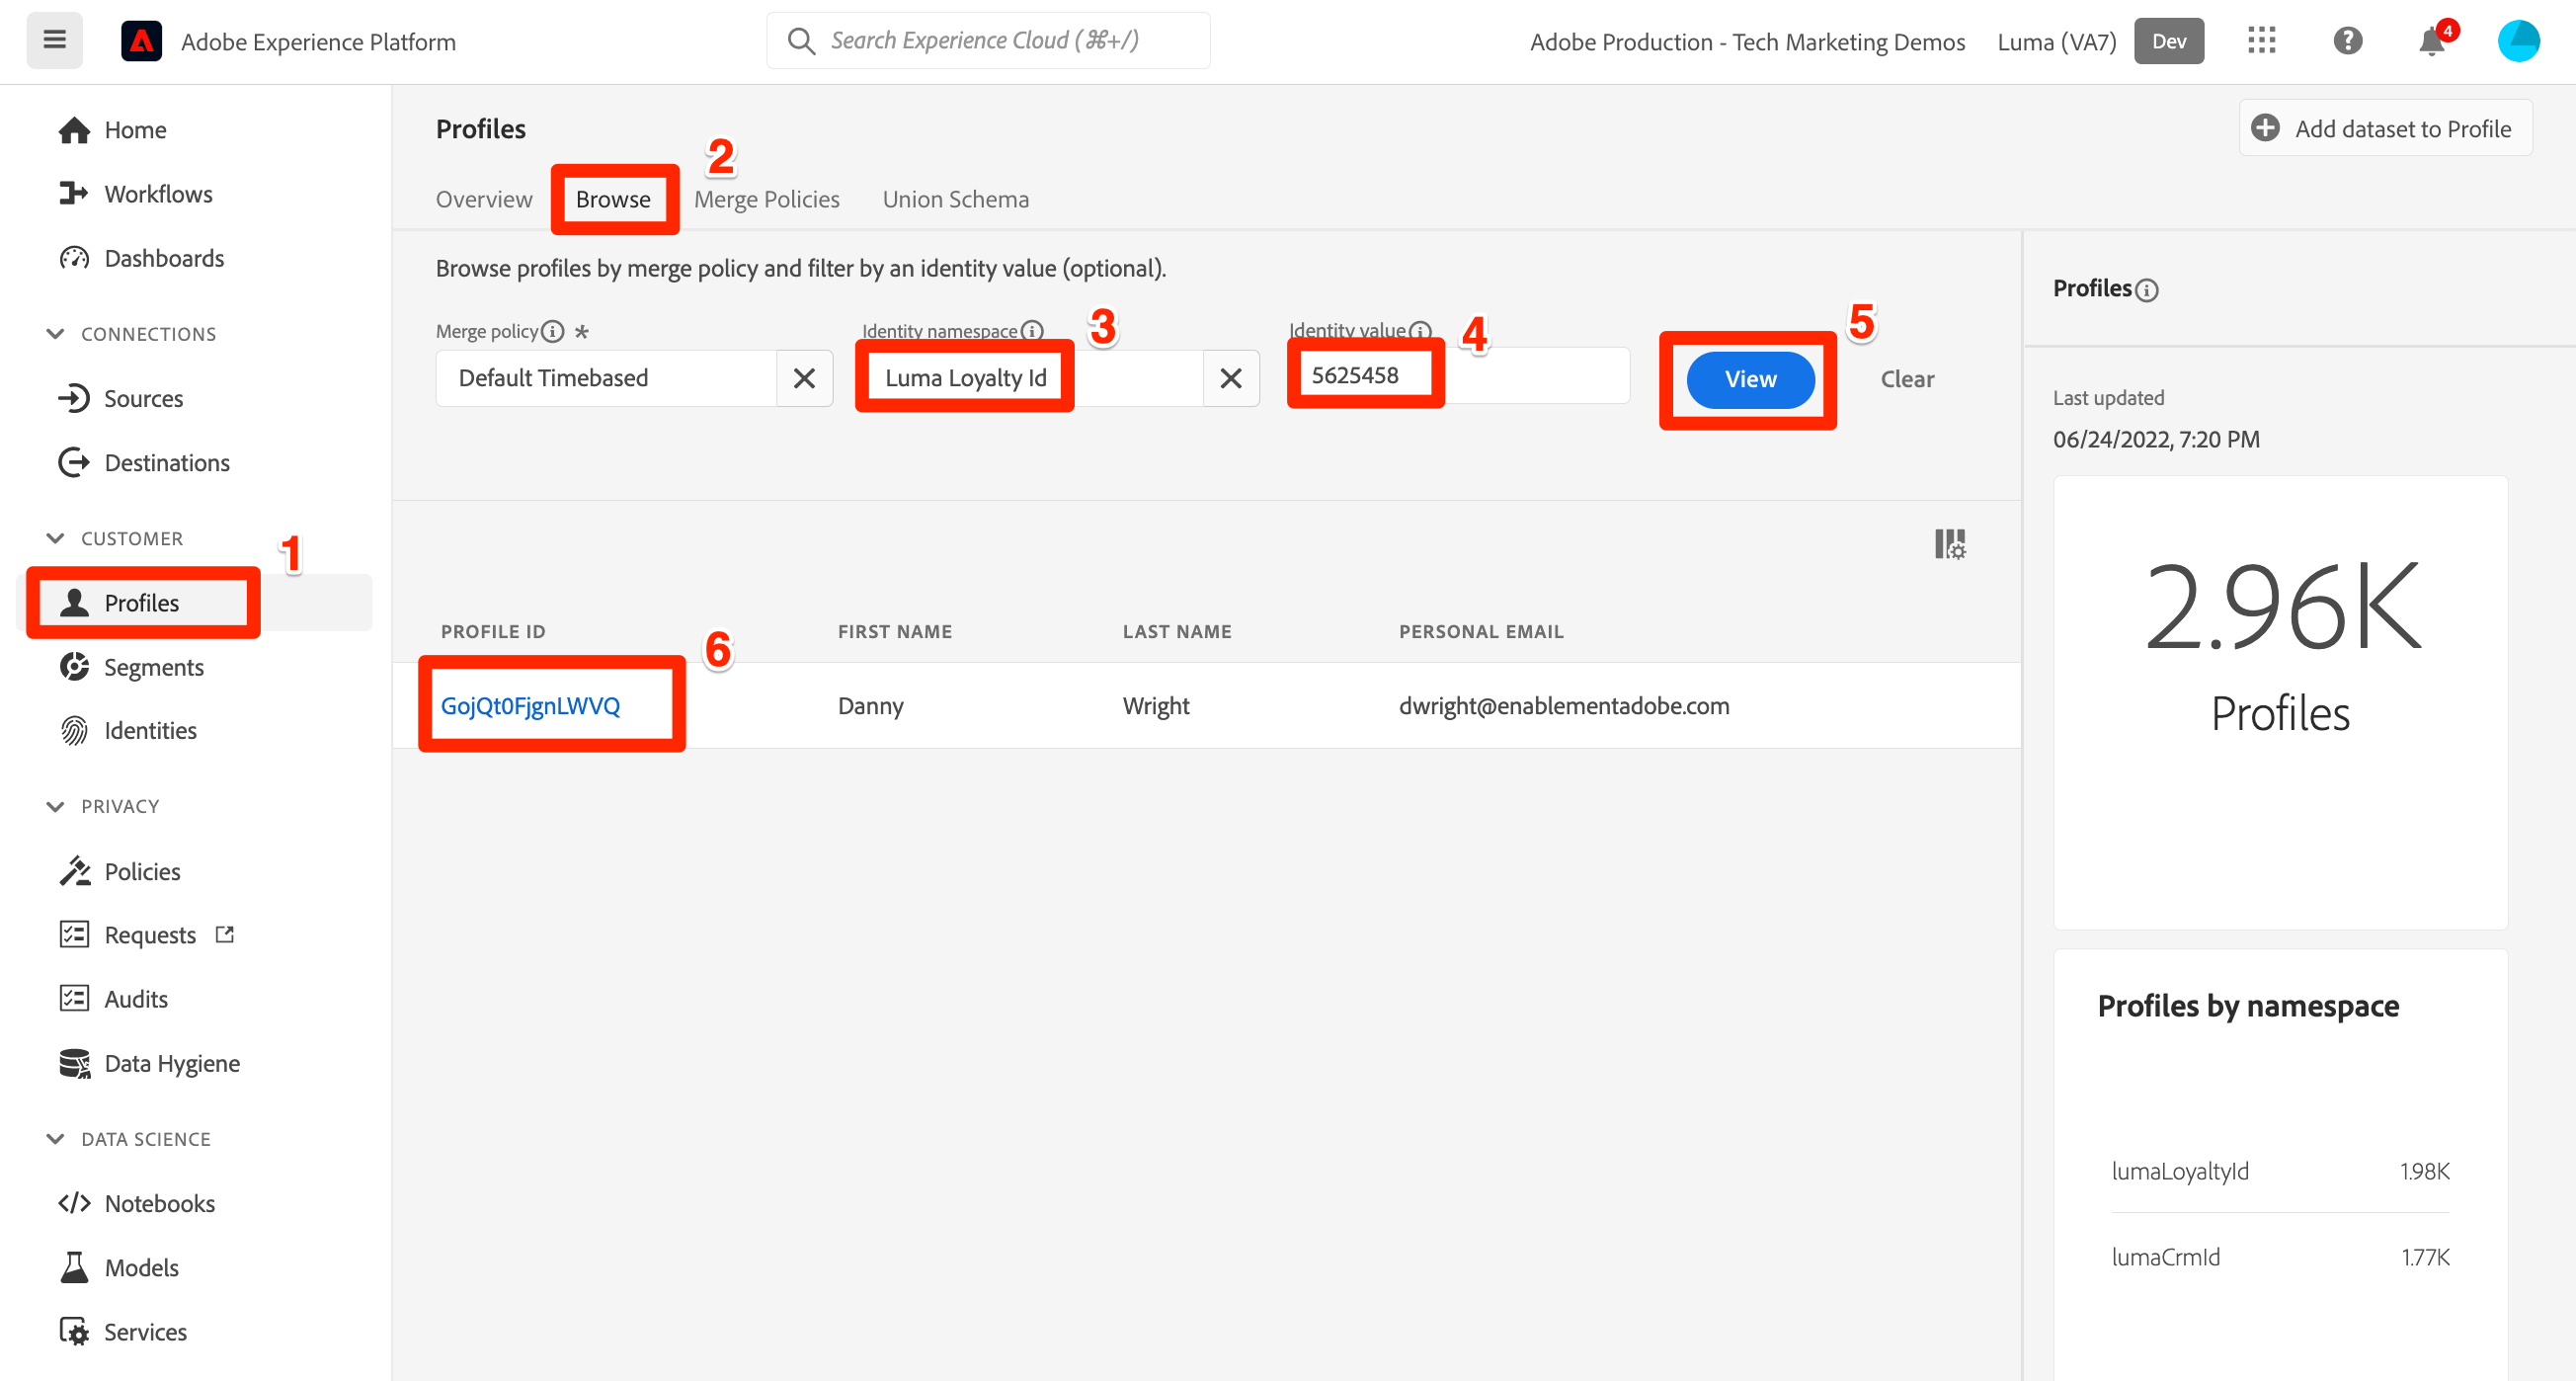 Adobe Experience Platform
Search Experience Cloud (⌘+/)
Adobe Production - Tech Marketing Demos
Luma (VA7)
Dev
4
Home
Workflows
Dashboards
CONNECTIONS
Sources
Destinations
CUSTOMER
1
Profiles
Segments
Identities
PRIVACY
Policies
Requests
Audits
Data Hygiene
DATA SCIENCE
Notebooks
Models
Services
Profiles
Add dataset to Profile
2
Overview Browse Merge Policies Union Schema
Browse profiles by merge policy and filter by an identity value (optional).
Merge policy * Identity namespace 3 Identity value 4 5
Default Timebased Luma Loyalty Id 5625458 View Clear
PROFILE ID FIRST NAME LAST NAME PERSONAL EMAIL
6
GojQt0FjgnLWVQ Danny Wright dwright@enablementadobe.com
Profiles
Last updated
06/24/2022, 7:20 PM
2.96K
Profiles
Profiles by namespace
lumaLoyaltyId 1.98K
lumaCrmId 1.77K